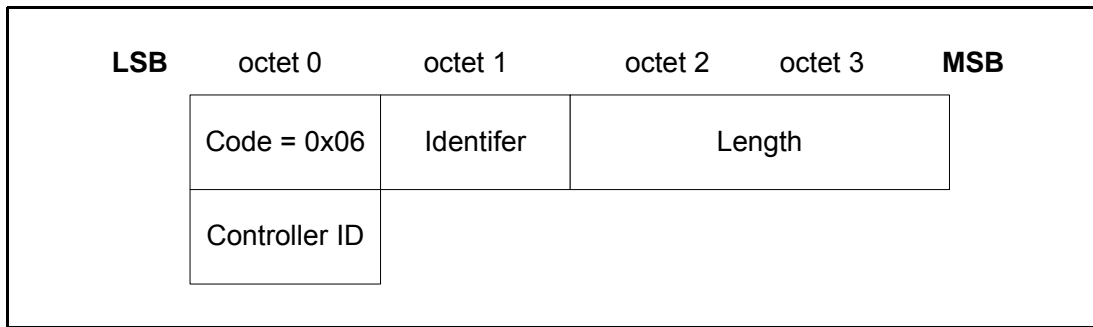 LSB octet 0 octet 1 octet 2 octet 3 MSB
Code = 0x06 Identifer Length
Controller ID